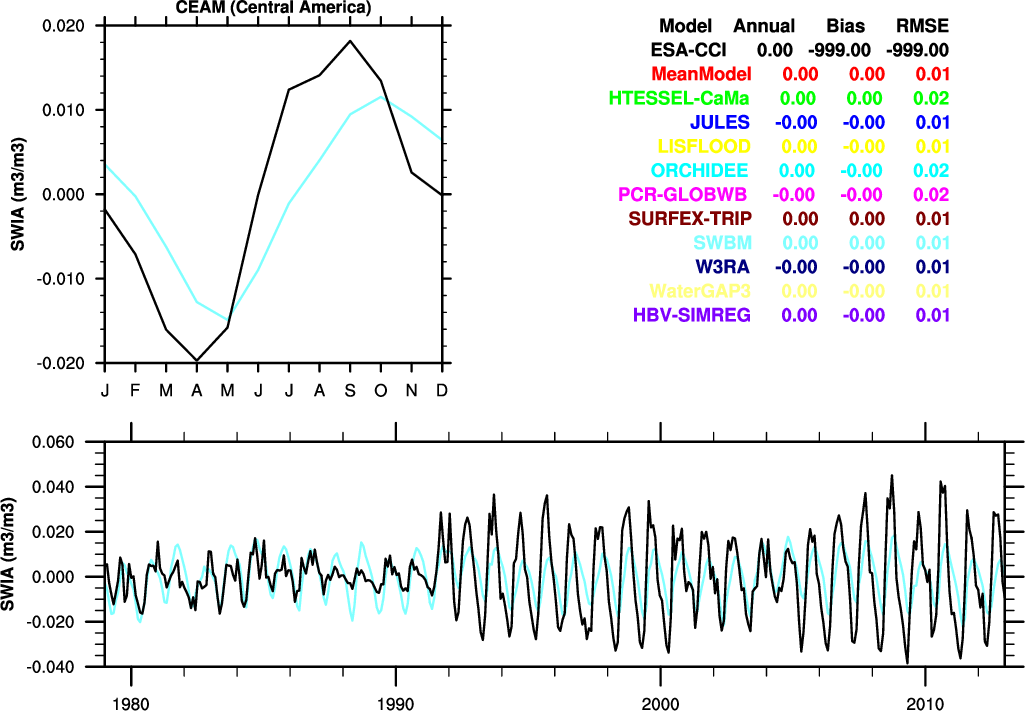 CEAM (Central America)
0.020
0.010
0.000
-0.010
-0.020
SWIA (m3/m3)
J F M A M J J A S O N D
Model Annual Bias RMSE
ESA-CCI 0.00 -999.00 -999.00
MeanModel 0.00 0.00 0.01
HTESSEL-CaMa 0.00 0.00 0.02
JULES -0.00 -0.00 0.01
LISFLOOD 0.00 -0.00 0.01
ORCHIDEE 0.00 -0.00 0.02
PCR-GLOBWB -0.00 -0.00 0.02
SURFEX-TRIP 0.00 0.00 0.01
SWBM 0.00 0.00 0.01
W3RA -0.00 -0.00 0.01
WaterGAP3 0.00 -0.00 0.01
HBV-SIMREG 0.00 -0.00 0.01
0.060
0.040
0.020
0.000
-0.020
-0.040
SWIA (m3/m3)
1980 1990 2000 2010